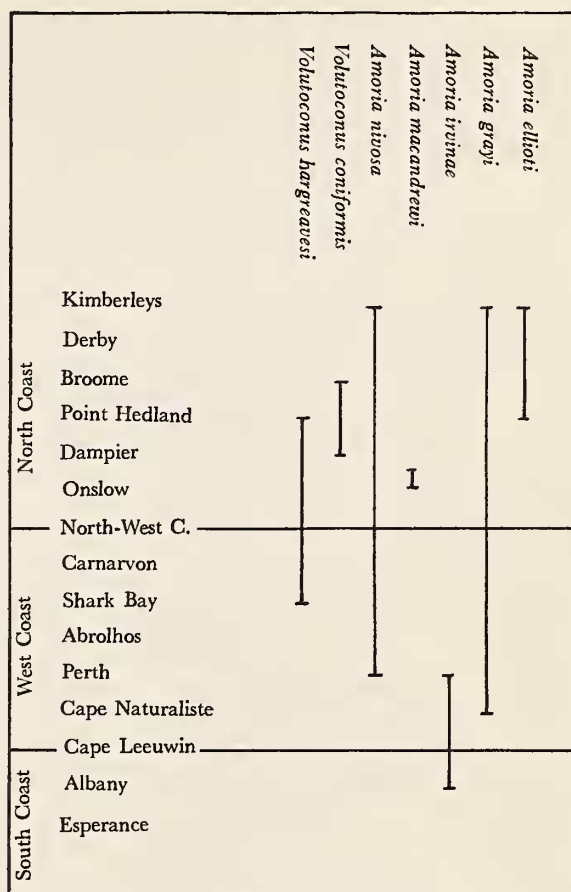 Volutoconus hargreavesi
Volutoconus coniformis
Amoria nivosa
Amoria macandrewi
Amoria irvinae
Amoria grayi
Amoria ellioti
North Coast
Kimberleys
Derby
Broome
Point Hedland
Dampier
Onslow
North-West C.
West Coast
Carnarvon
Shark Bay
Abrolhos
Perth
Cape Naturaliste
Cape Leeuwin
South Coast
Albany
Esperance